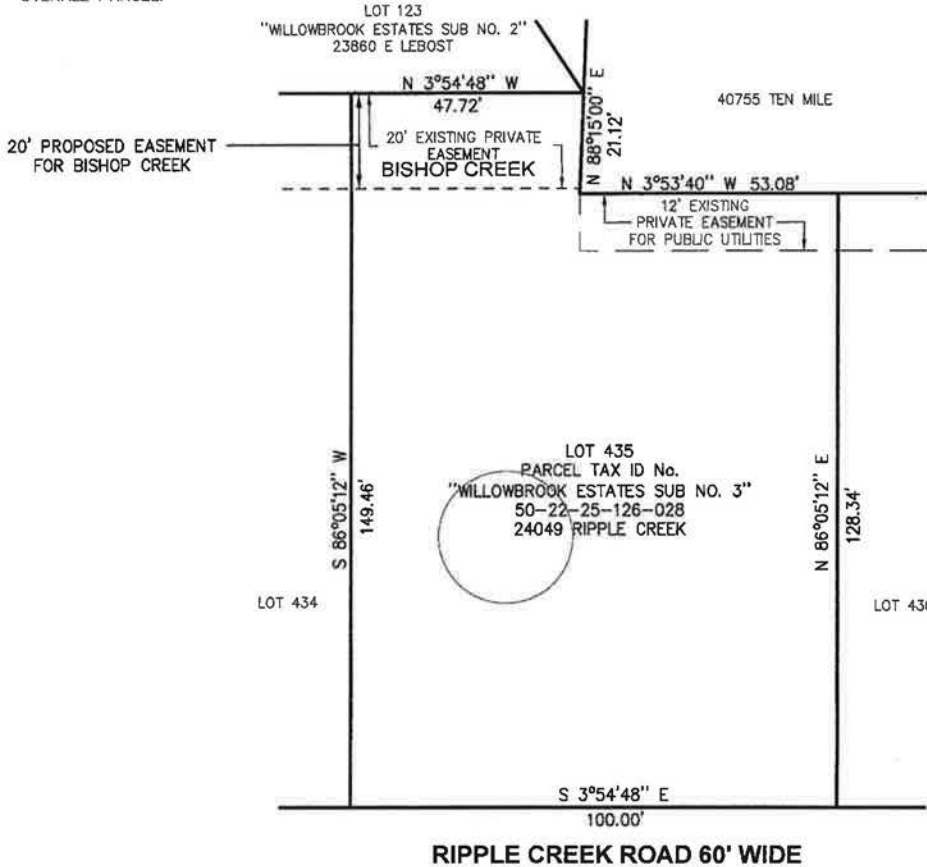 LOT 123
"WILLOWBROOK ESTATES SUB NO. 2"
23860 E LEBOST
N 3°54'48" W
47.72'
40755 TEN MILE
20' PROPOSED EASEMENT
FOR BISHOP CREEK
20' EXISTING PRIVATE
EASEMENT
BISHOP CREEK
N 88°15'00" E
21.12'
N 3°53'40" W 53.08'
12' EXISTING
PRIVATE EASEMENT
FOR PUBLIC UTILITIES
LOT 435
PARCEL TAX ID No.
"WILLOWBROOK ESTATES SUB NO. 3"
50-22-25-126-028
24049 RIPPLE CREEK
S 86°05'12" W
149.46'
N 86°05'12" E
128.34'
LOT 434
LOT
S 3°54'48" E
100.00'
RIPPLE CREEK ROAD 60' WIDE